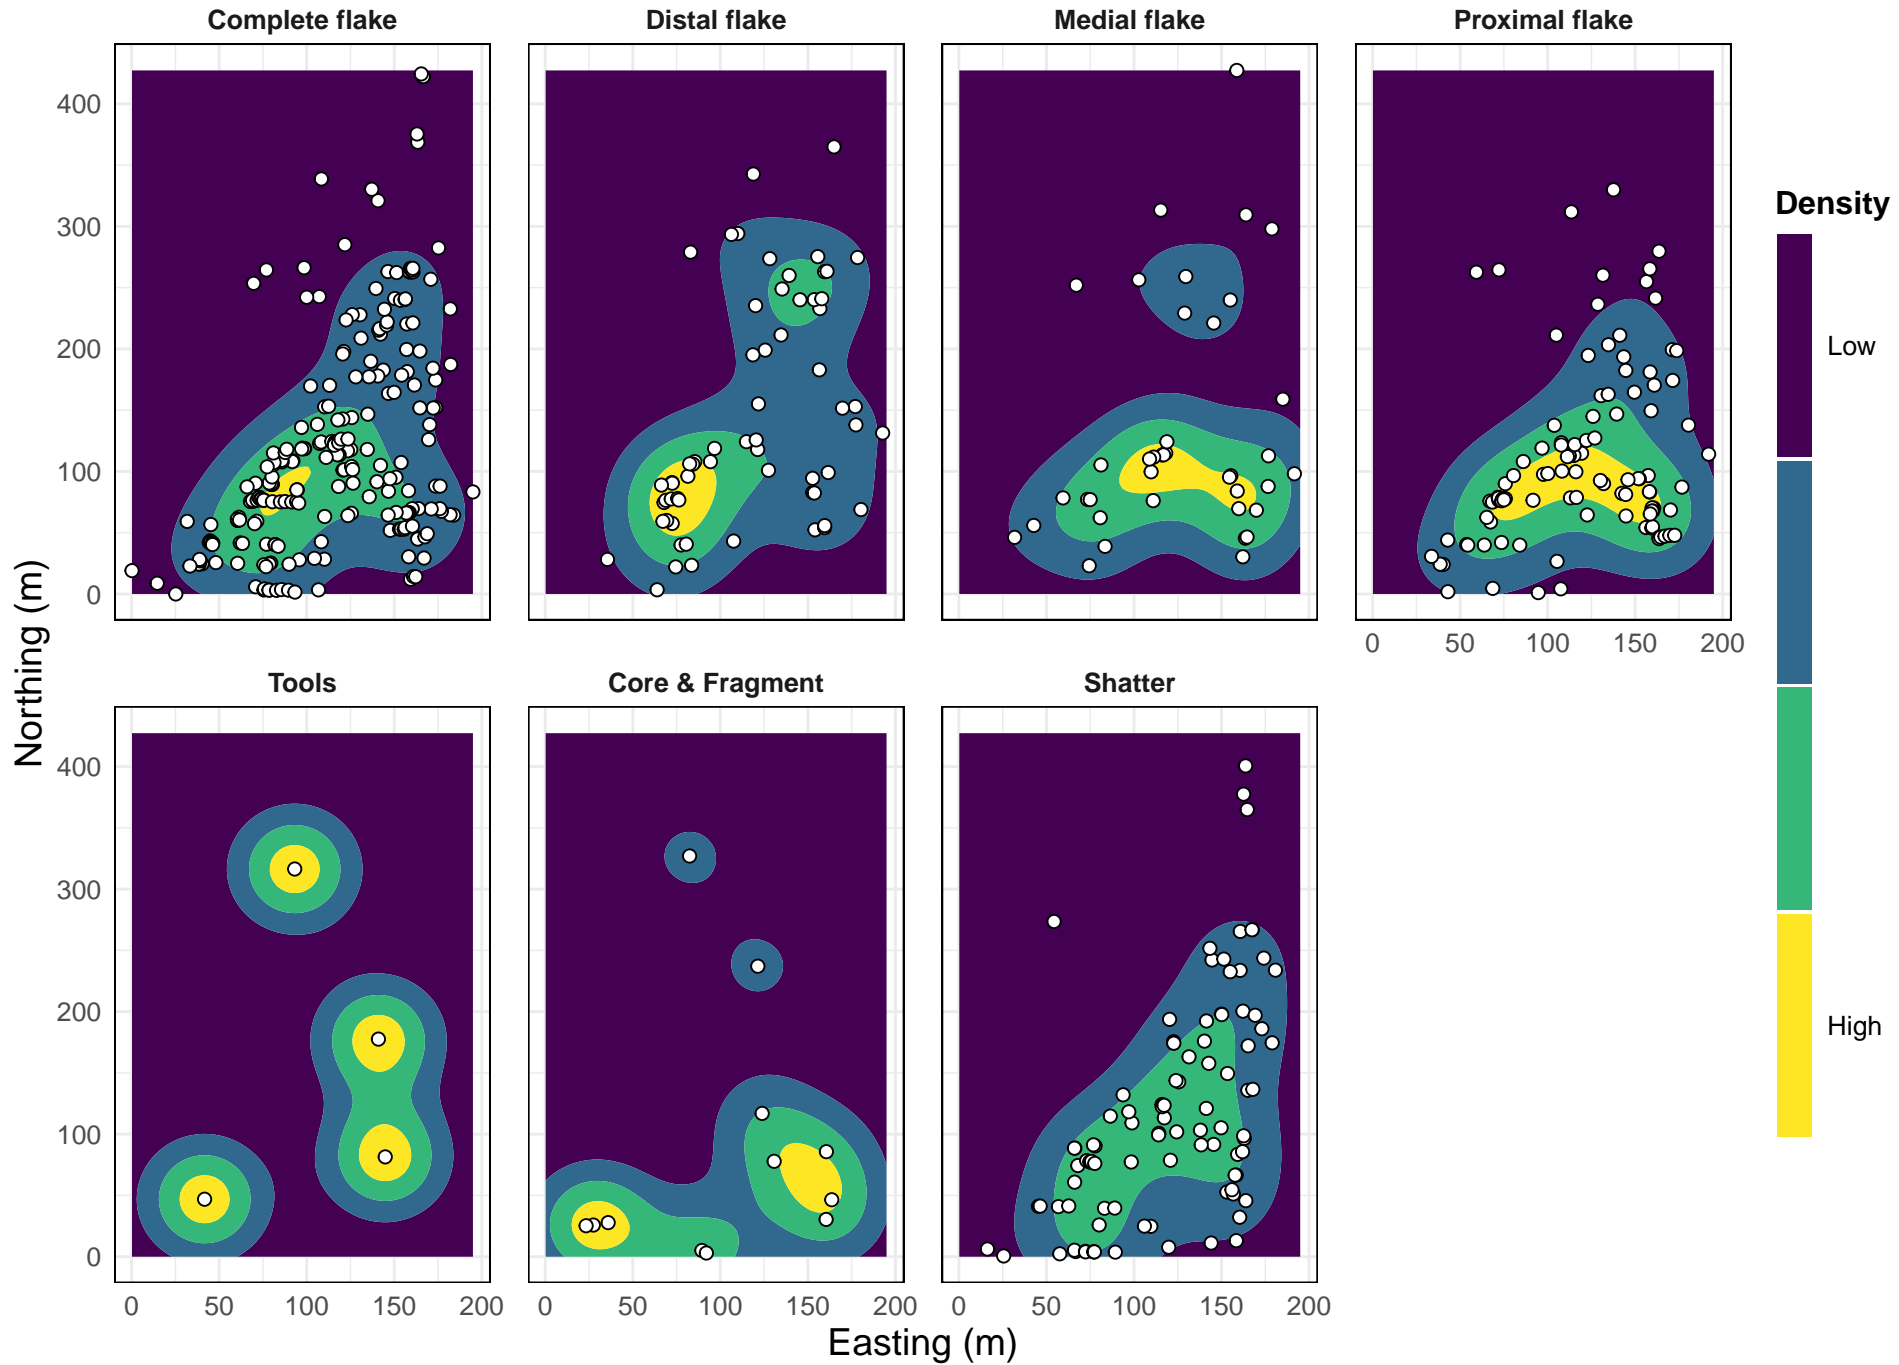 Complete flake
Distal flake
Medial flake
Proximal flake
400
300
200
100
0
0 50 100 150 200
Density
Low
High
Northing (m)
Tools
Core & Fragment
Shatter
400
300
200
100
0
0 50 100 150 200
0 50 100 150 200
0 50 100 150 200
Easting (m)